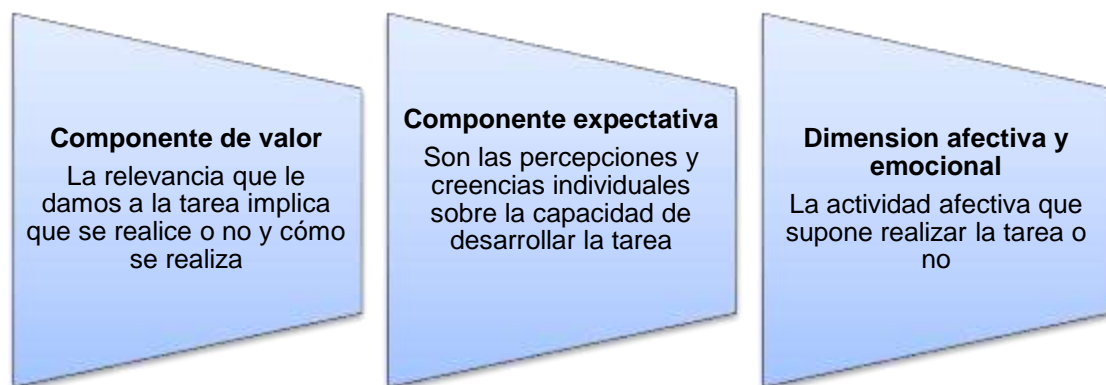 Componente de valor
La relevancia que le
damos a la tarea implica
que se realice o no y cómo
se realiza
Componente expectativa
Son las percepciones y
creencias individuales
sobre la capacidad de
desarrollar la tarea
Dimension afectiva y
emocional
La actividad afectiva que
supone realizar la tarea o
no